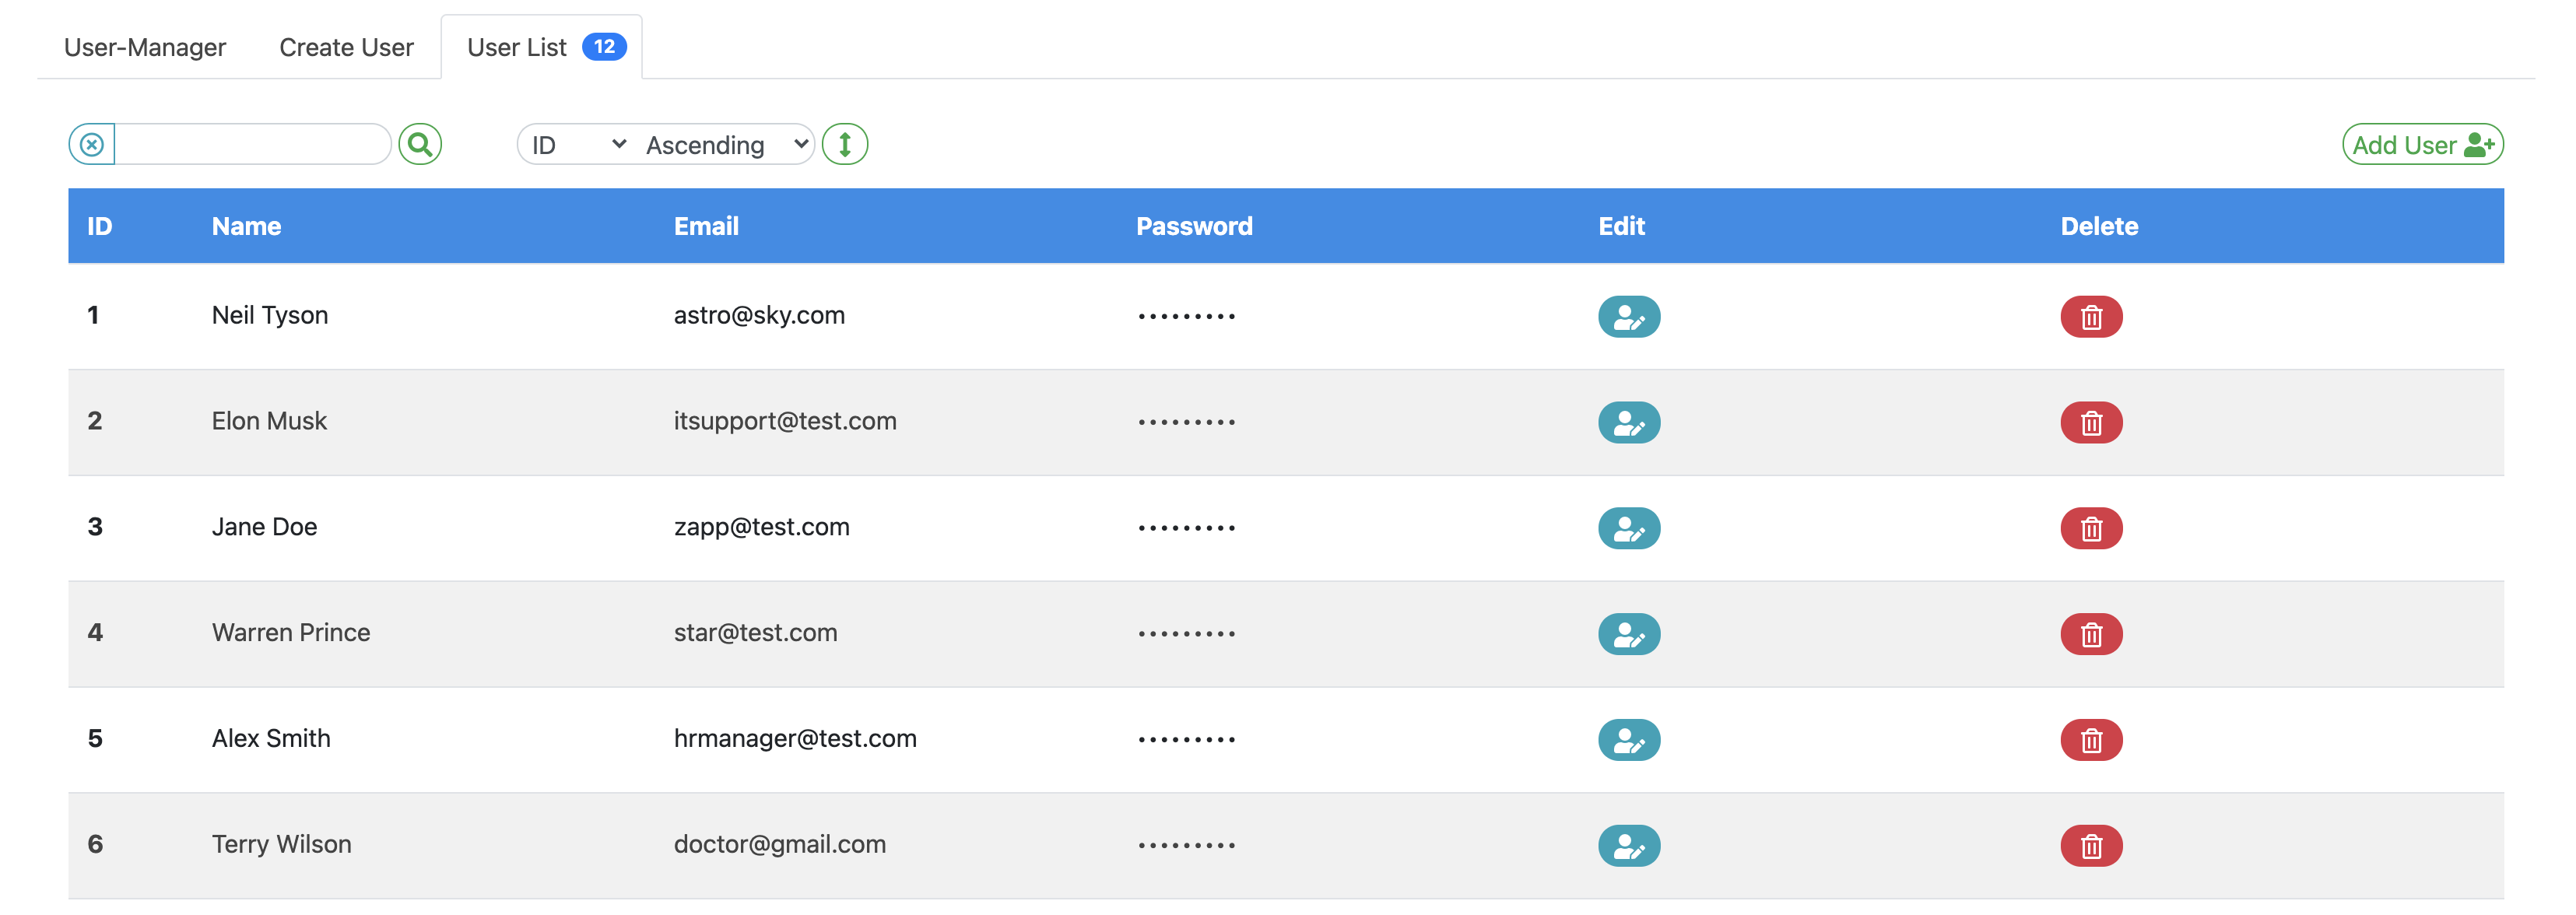 User-Manager Create User User List 12
ID Ascending Add User
ID Name Email Password Edit Delete
1 Neil Tyson astro@sky.com •••••••••
2 Elon Musk itsupport@test.com •••••••••
3 Jane Doe zapp@test.com •••••••••
4 Warren Prince star@test.com •••••••••
5 Alex Smith hrmanager@test.com •••••••••
6 Terry Wilson doctor@gmail.com •••••••••